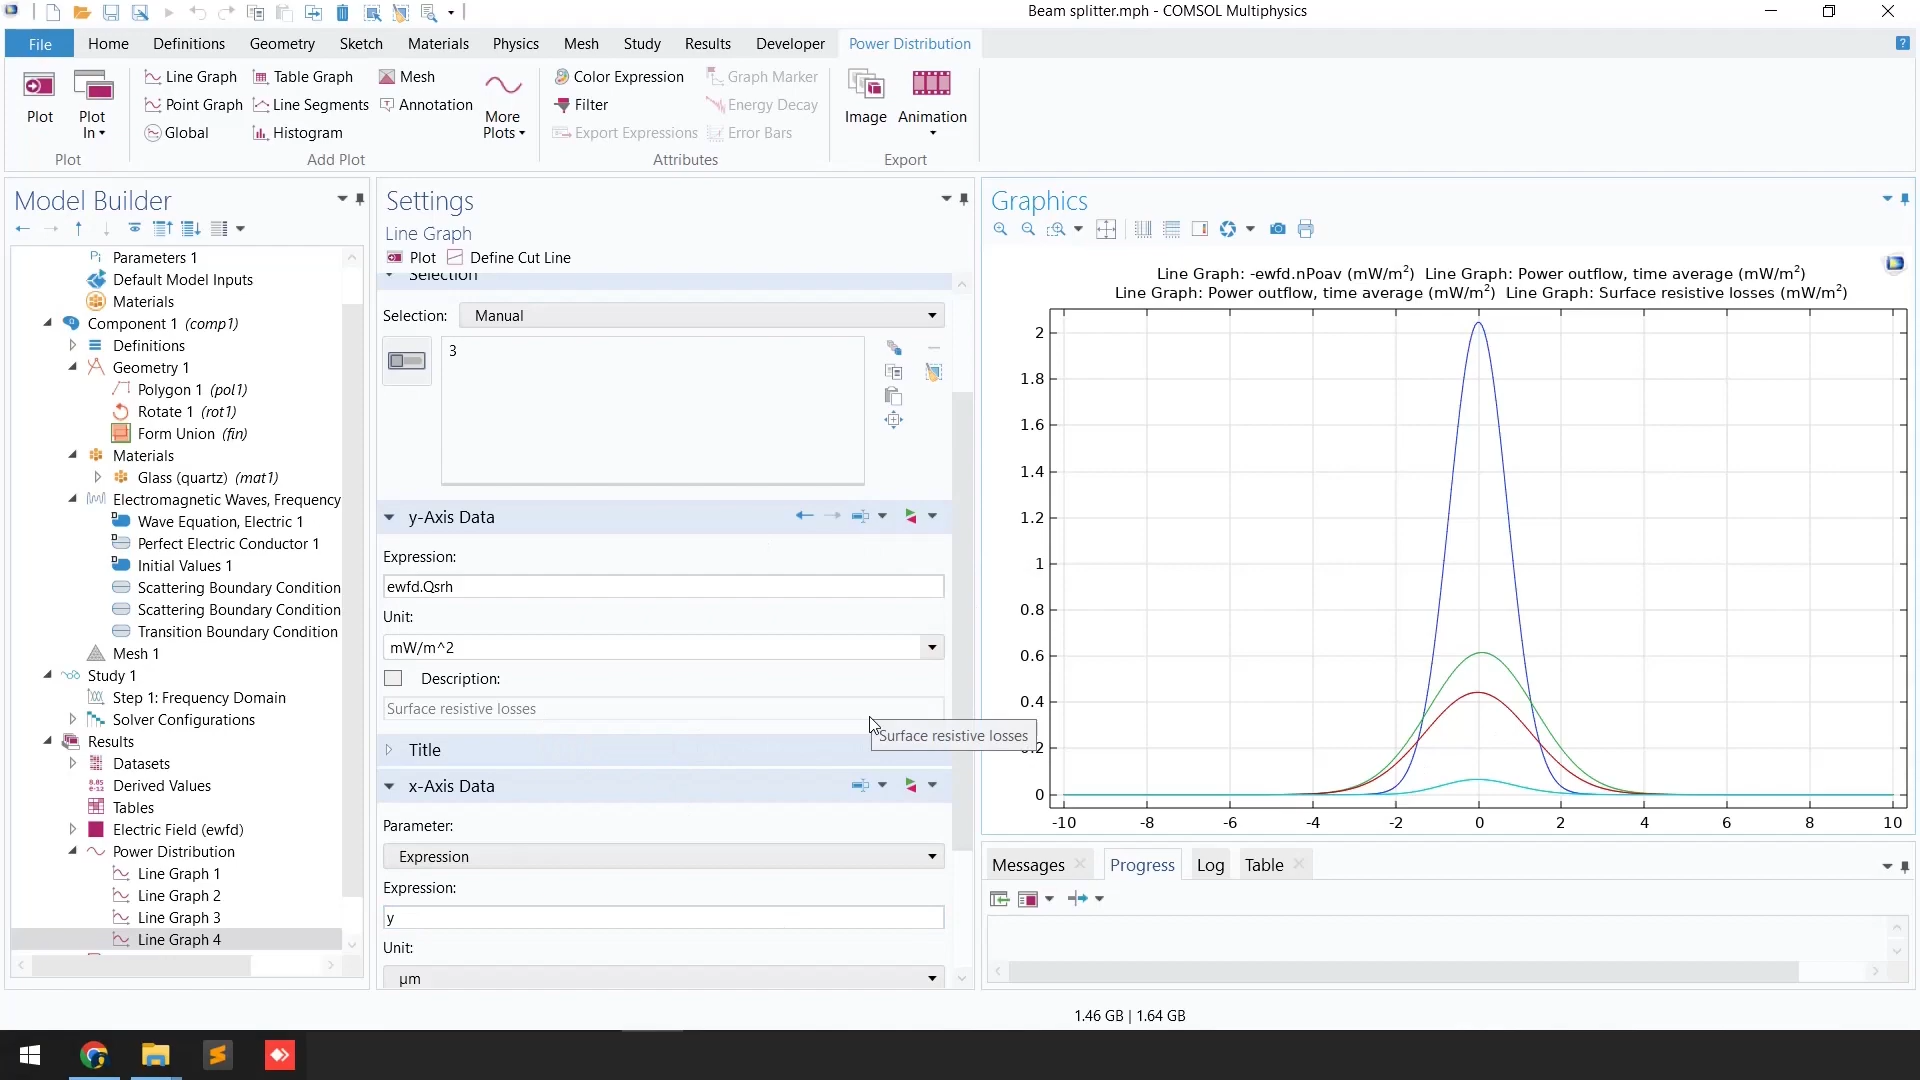 Beam splitter.mph - COMSOL Multiphysics
File Home Definitions Geometry Sketch Materials Physics Mesh Study Results Developer Power Distribution
Plot
Plot In
Plot
Line Graph
Table Graph
Mesh
Point Graph
Line Segments
Annotation
Global
Histogram
More Plots
Add Plot
Color Expression
Graph Marker
Filter
Energy Decay
Export Expressions
Error Bars
Attributes
Image
Animation
Export
Model Builder
Pi Parameters 1
Default Model Inputs
Materials
Component 1 (comp1)
Definitions
Geometry 1
Polygon 1 (pol1)
Rotate 1 (rot1)
Form Union (fin)
Materials
Glass (quartz) (mat1)
Electromagnetic Waves, Frequency
Wave Equation, Electric 1
Perfect Electric Conductor 1
Initial Values 1
Scattering Boundary Condition
Scattering Boundary Condition
Transition Boundary Condition
Mesh 1
Study 1
Step 1: Frequency Domain
Solver Configurations
Results
Datasets
8.85
e-12
Derived Values
Tables
Electric Field (ewfd)
Power Distribution
Line Graph 1
Line Graph 2
Line Graph 3
Line Graph 4
Settings
Line Graph
Plot Define Cut Line
Selection
Selection: Manual
3
y-Axis Data
Expression:
ewfd.Qsrh
Unit:
mW/m^2
Description:
Surface resistive losses
Surface resistive losses
Title
x-Axis Data
Parameter:
Expression
Expression:
y
Unit:
µm
Graphics
Line Graph: -ewfd.nPoav (mW/m²) Line Graph: Power outflow, time average (mW/m²)
Line Graph: Power outflow, time average (mW/m²) Line Graph: Surface resistive losses (mW/m²)
2
1.8
1.6
1.4
1.2
1
0.8
0.6
0.4
.2
0
-10 -8 -6 -4 -2 0 2 4 6 8 10
Messages Progress Log Table
1.46 GB | 1.64 GB